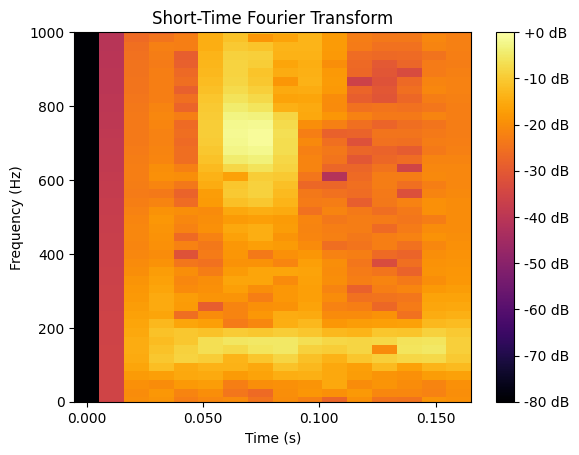 Short-Time Fourier Transform
1000
800
600
400
200
0
Frequency (Hz)
0.000
0.050
0.100
0.150
Time (s)
+0 dB
-10 dB
-20 dB
-30 dB
-40 dB
-50 dB
-60 dB
-70 dB
-80 dB